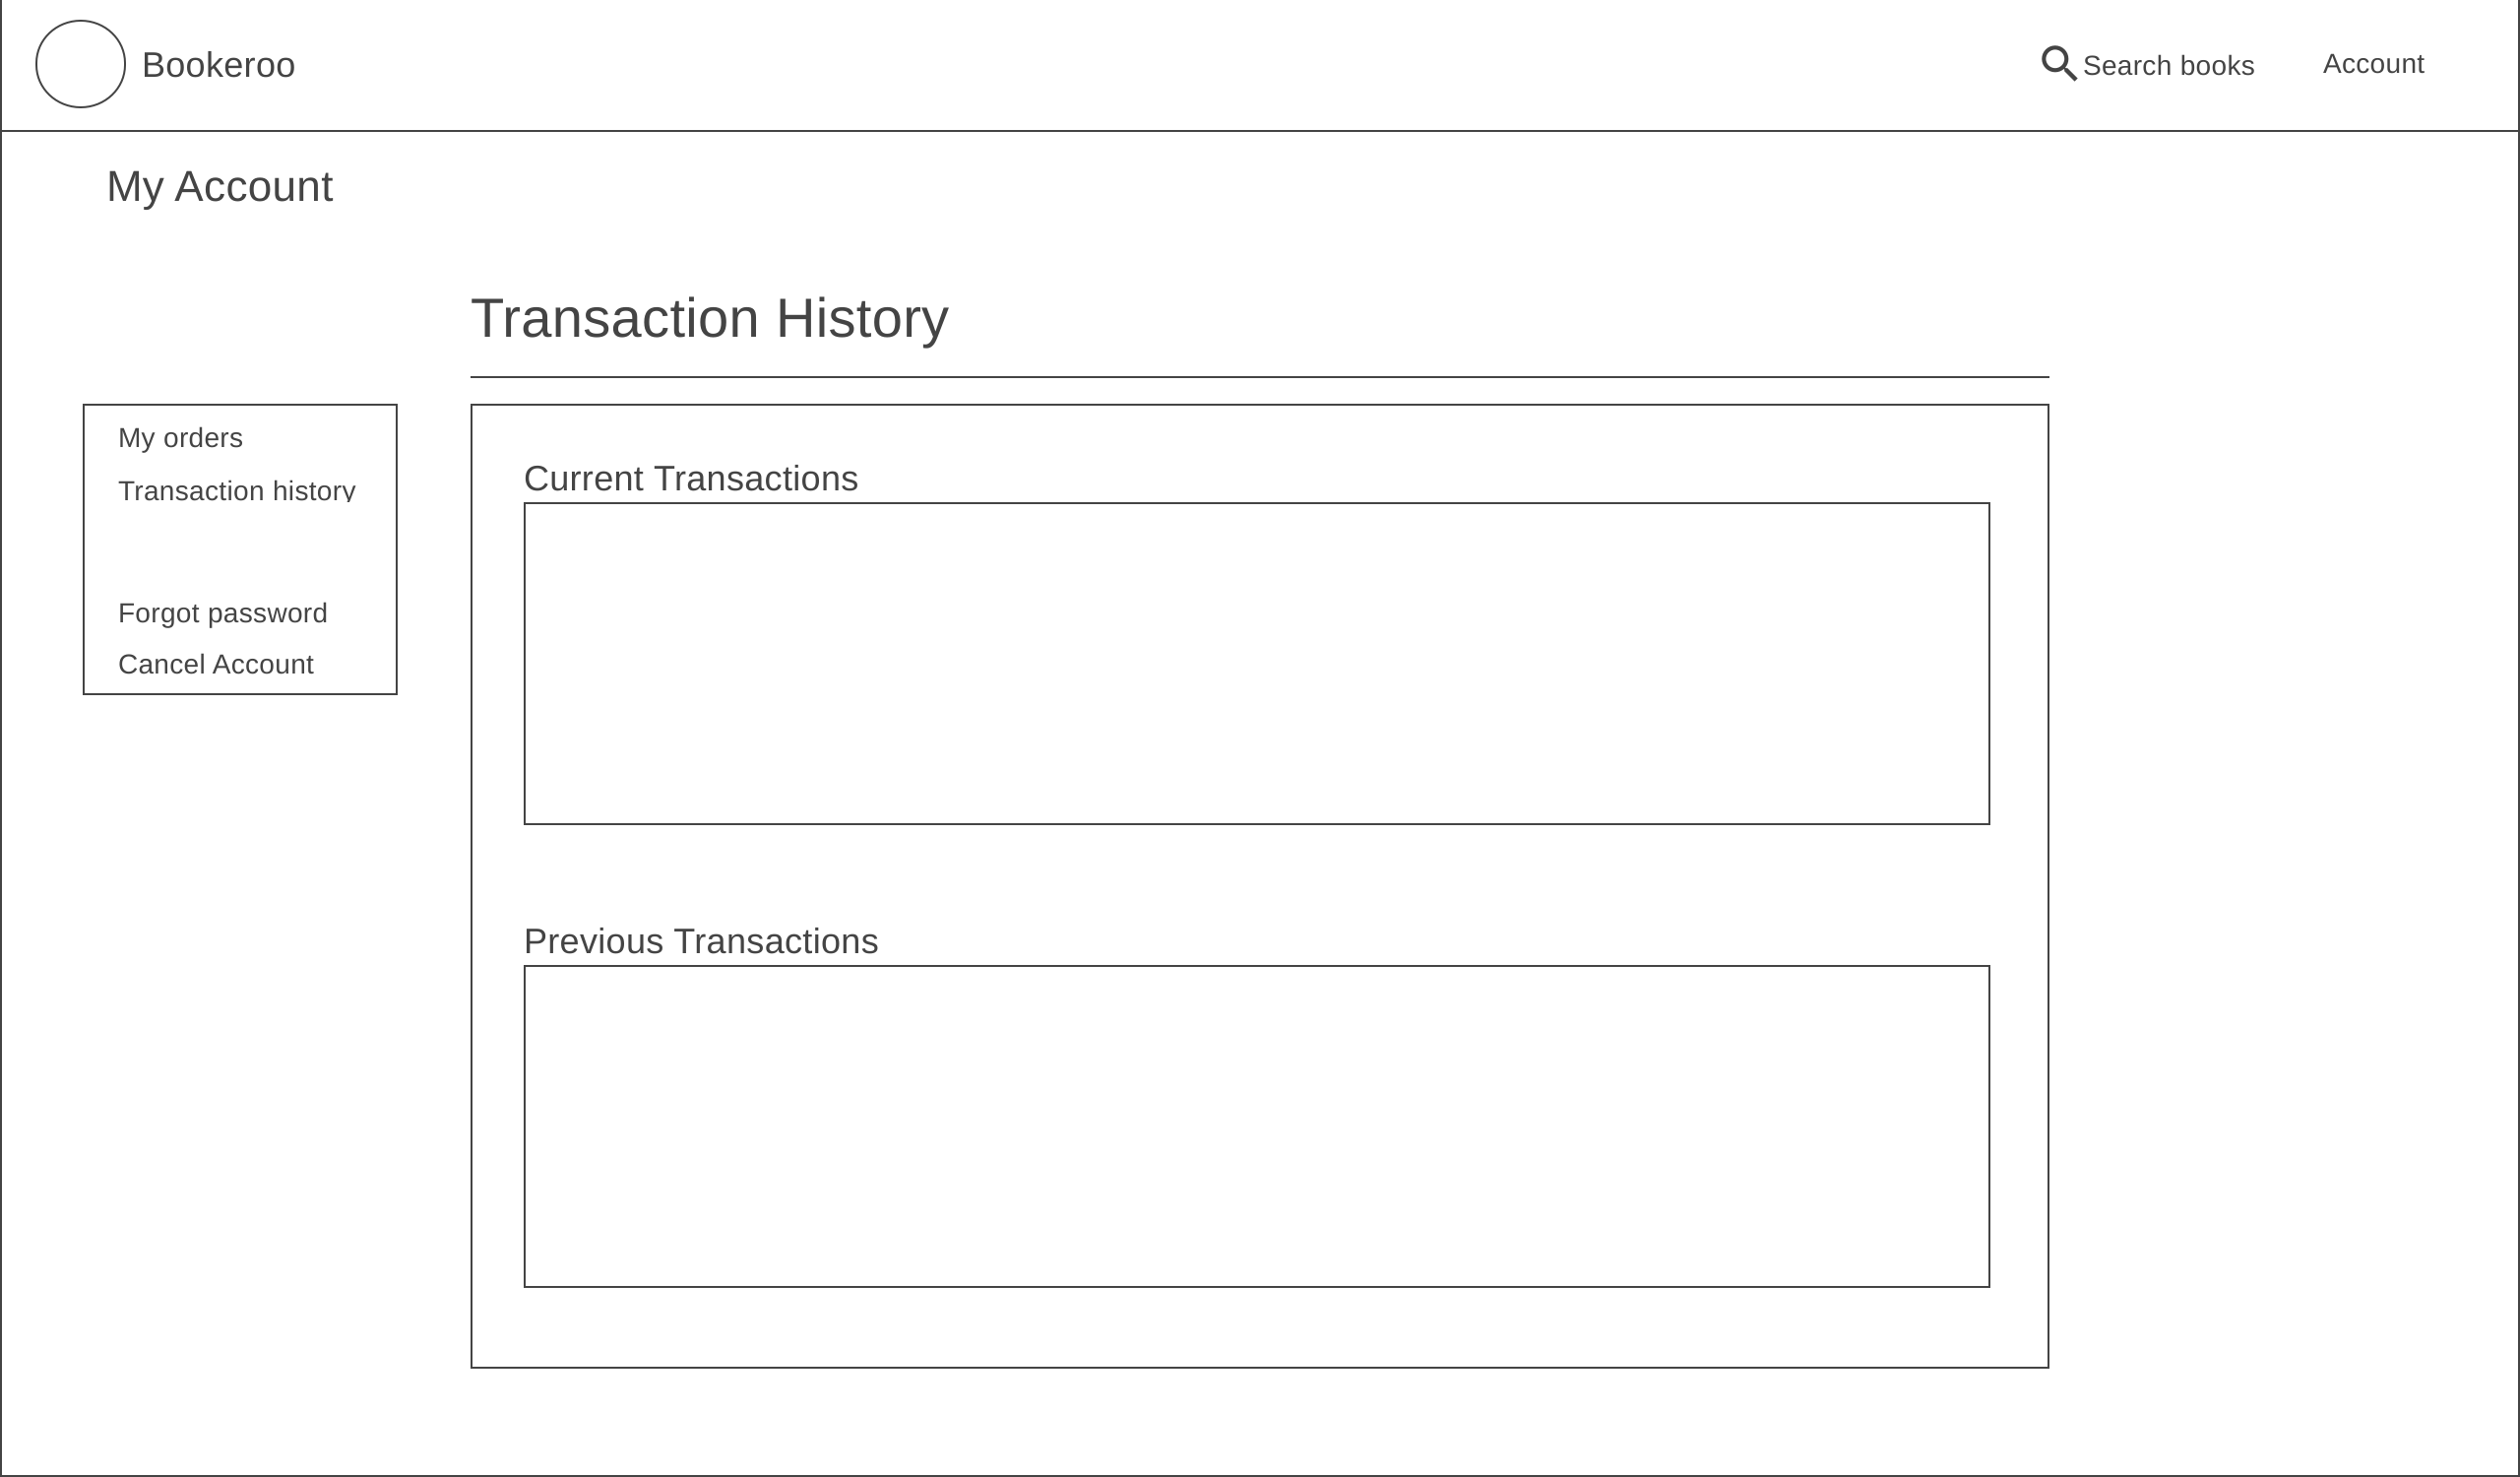 Bookeroo
Search books
Account
My Account
Transaction History
My orders
Transaction history
Forgot password
Cancel Account
Current Transactions
Previous Transactions